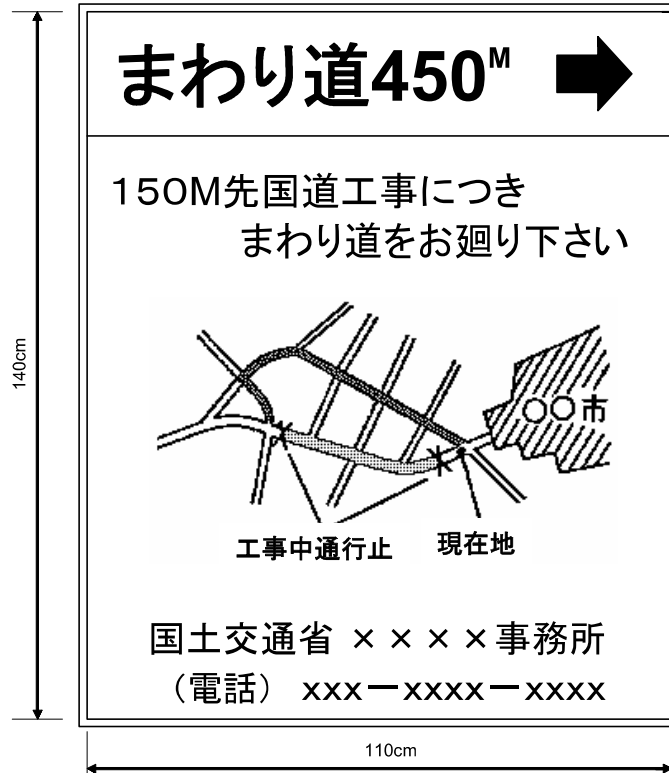 まわり道450M
150M先国道工事につき
まわり道をお廻り下さい
○○市
工事中通行止
現在地
国土交通省 ××××事務所
(電話) xxx－xxxx－xxxx
140cm
110cm